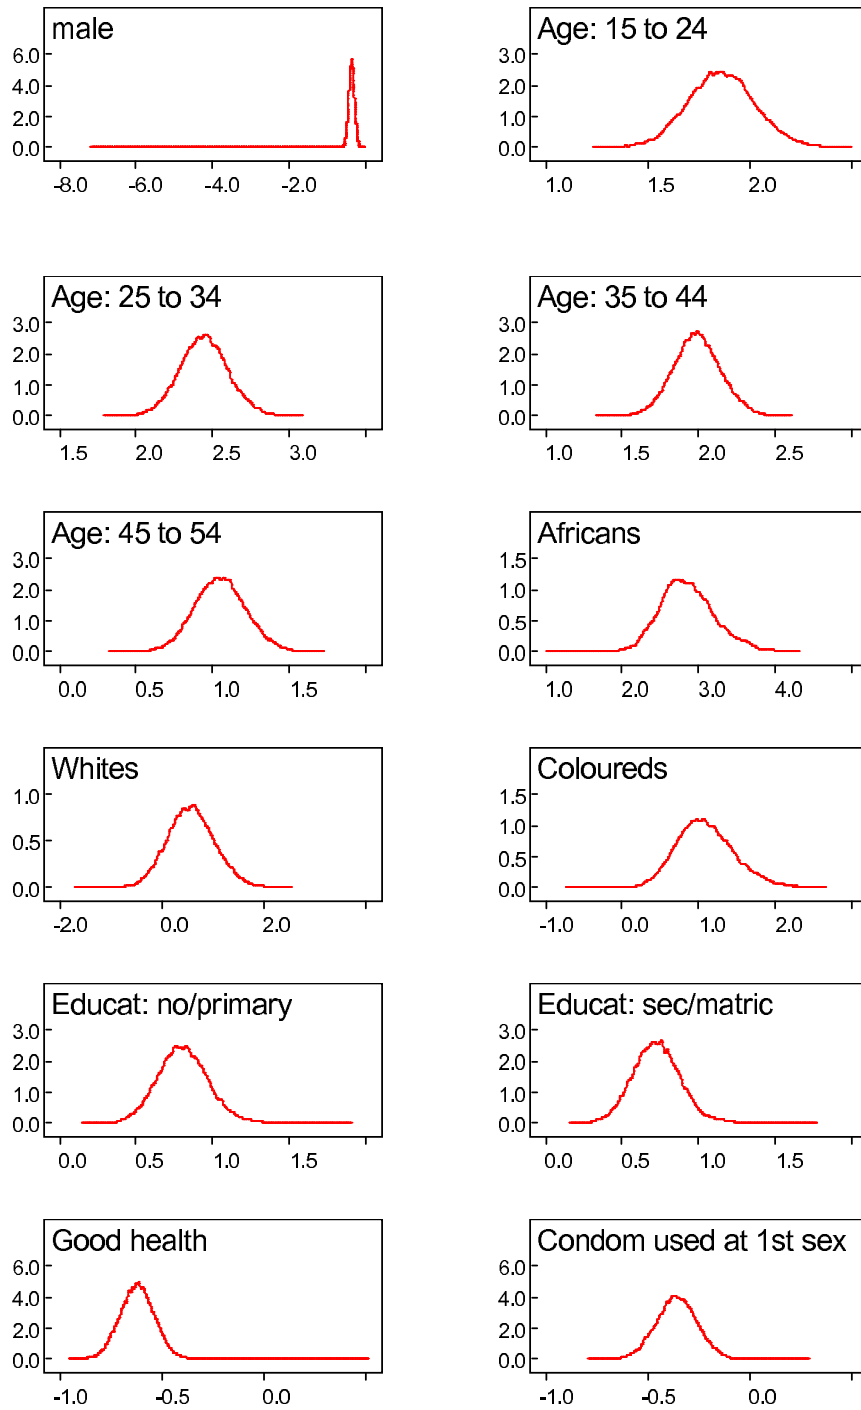 male
6.0
4.0
2.0
0.0
-8.0 -6.0 -4.0 -2.0
Age: 15 to 24
3.0
2.0
1.0
0.0
1.0 1.5 2.0
Age: 25 to 34
3.0
2.0
1.0
0.0
1.5 2.0 2.5 3.0
Age: 35 to 44
3.0
2.0
1.0
0.0
1.0 1.5 2.0 2.5
Age: 45 to 54
3.0
2.0
1.0
0.0
0.0 0.5 1.0 1.5
Africans
1.5
1.0
0.5
0.0
1.0 2.0 3.0 4.0
Whites
1.0
0.5
0.0
-2.0 0.0 2.0
Coloureds
1.5
1.0
0.5
0.0
-1.0 0.0 1.0 2.0
Educat: no/primary
3.0
2.0
1.0
0.0
0.0 0.5 1.0 1.5
Educat: sec/matric
3.0
2.0
1.0
0.0
0.0 0.5 1.0 1.5
Good health
6.0
4.0
2.0
0.0
-1.0 -0.5 0.0
Condom used at 1st sex
6.0
4.0
2.0
0.0
-1.0 -0.5 0.0